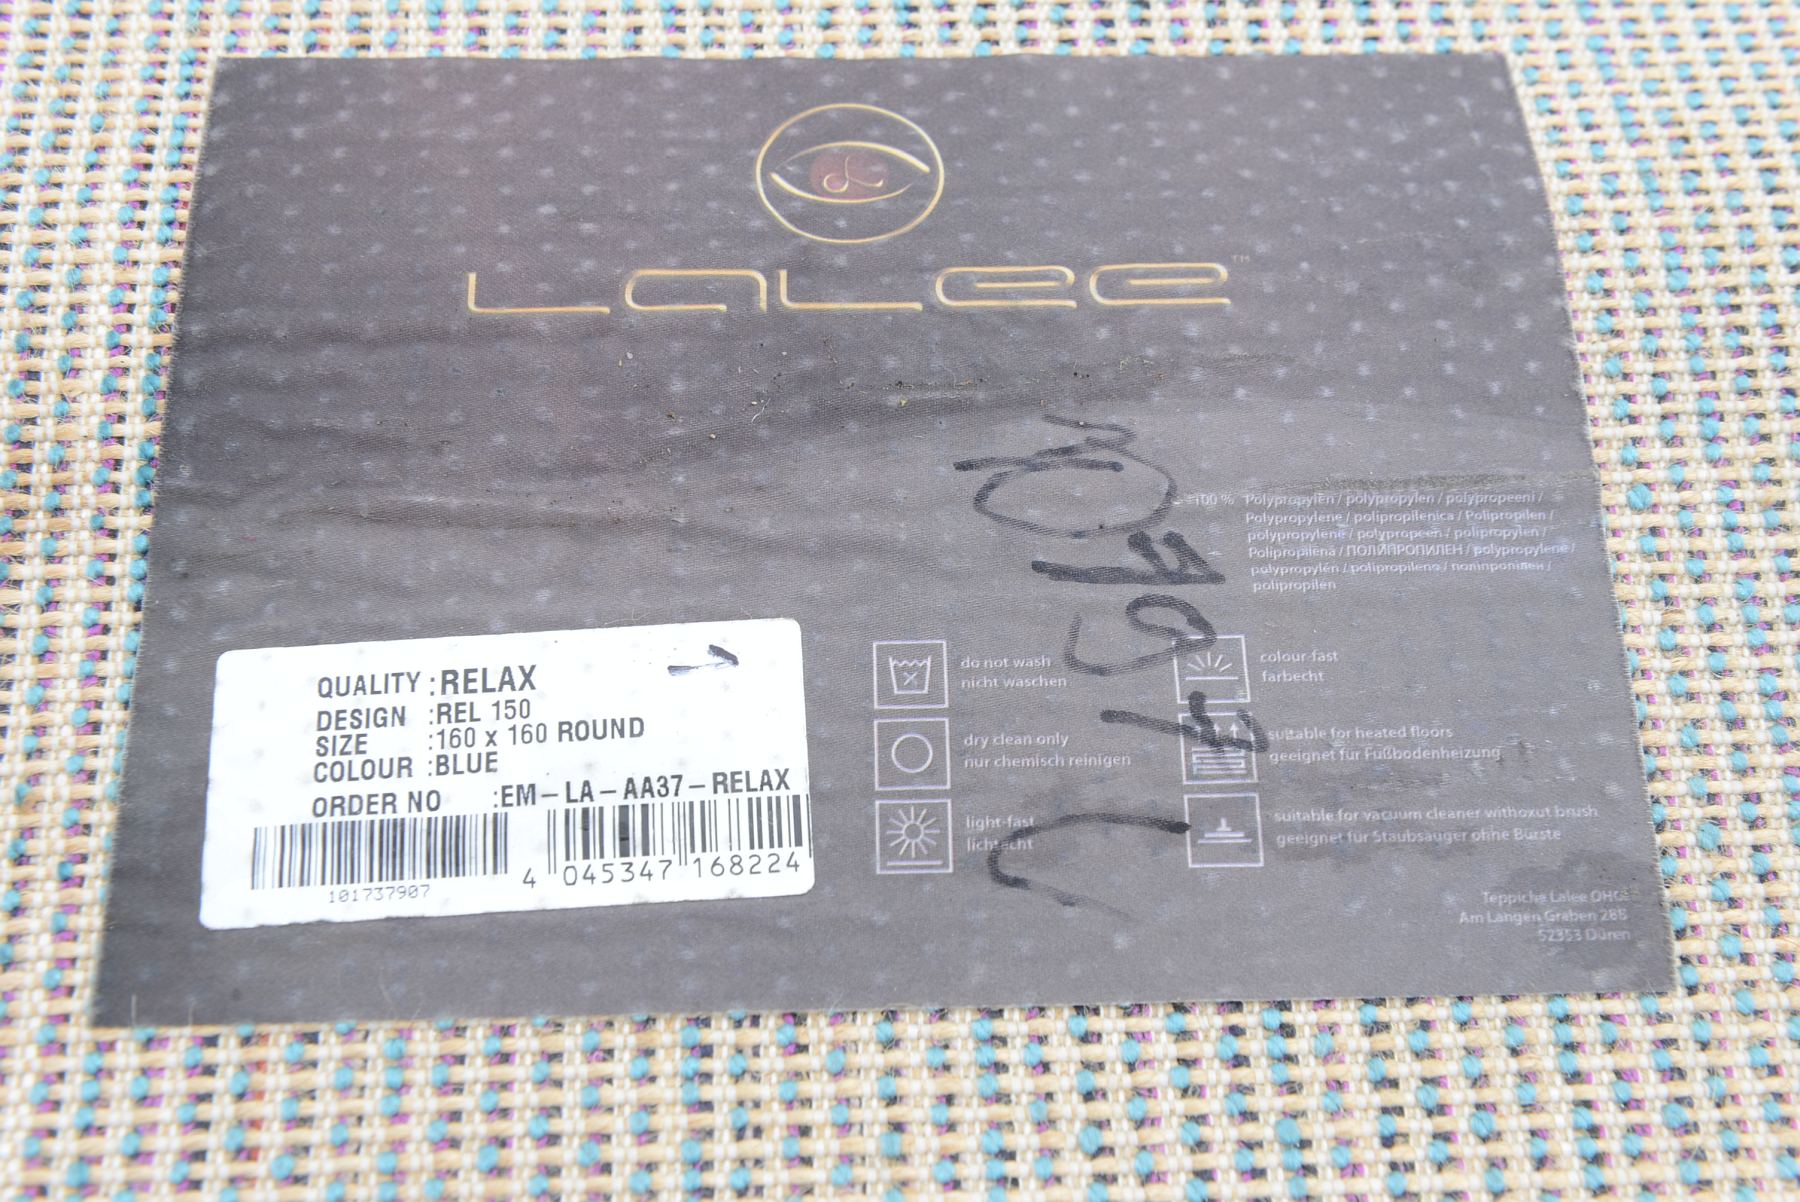 LALEE™
100 % Polypropylen / polypropylen / polypropeeni /
Polypropylene / polipropilenica / Polipropilen /
polypropylene / polypropeen / polipropylen /
Polipropilena / ПОЛИПРОПИЛЕН / polypropylene /
polypropylén / polipropileno / поліпропілен /
polipropilen
QUALITY :RELAX
DESIGN :REL 150
SIZE :160 x 160 ROUND
COLOUR :BLUE
ORDER NO :EM-LA-AA37-RELAX
101737907
4 045347 168224
do not wash
nicht waschen
dry clean only
nur chemisch reinigen
light-fast
lichtecht
colour-fast
farbecht
suitable for heated floors
geeignet für Fußbodenheizung
suitable for vacuum cleaner withoxut brush
geeignet für Staubsauger ohne Bürste
Teppiche Lalee OHG
Am Langen Graben 28B
52353 Düren